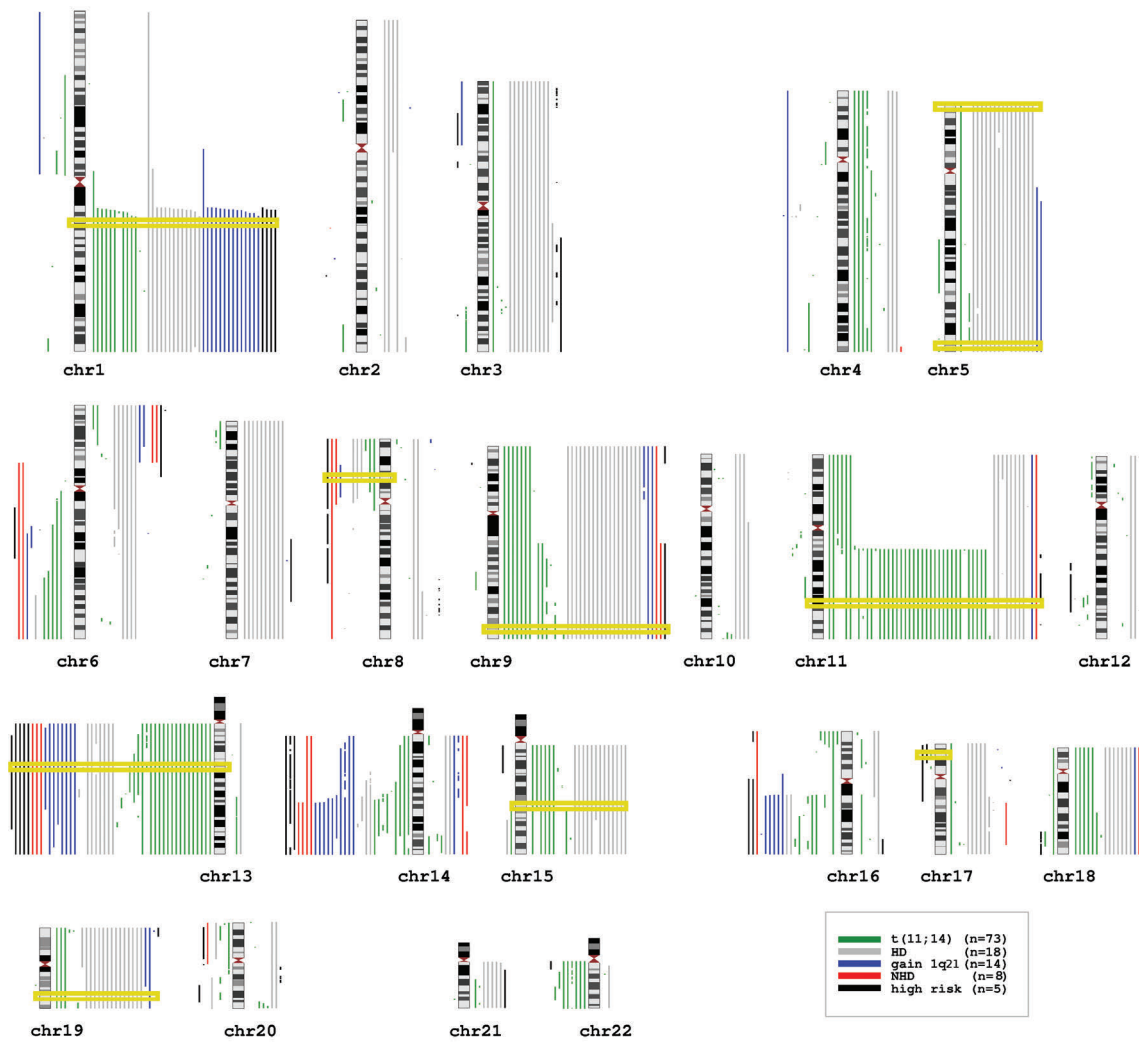 chr1
chr2
chr3
chr4
chr5
chr6
chr7
chr8
chr9
chr10
chr11
chr12
chr13
chr14
chr15
chr16
chr17
chr18
chr19
chr20
chr21
chr22
t(11;14) (n=73)
HD (n=18)
gain 1q21 (n=14)
NHD (n=8)
high risk (n=5)